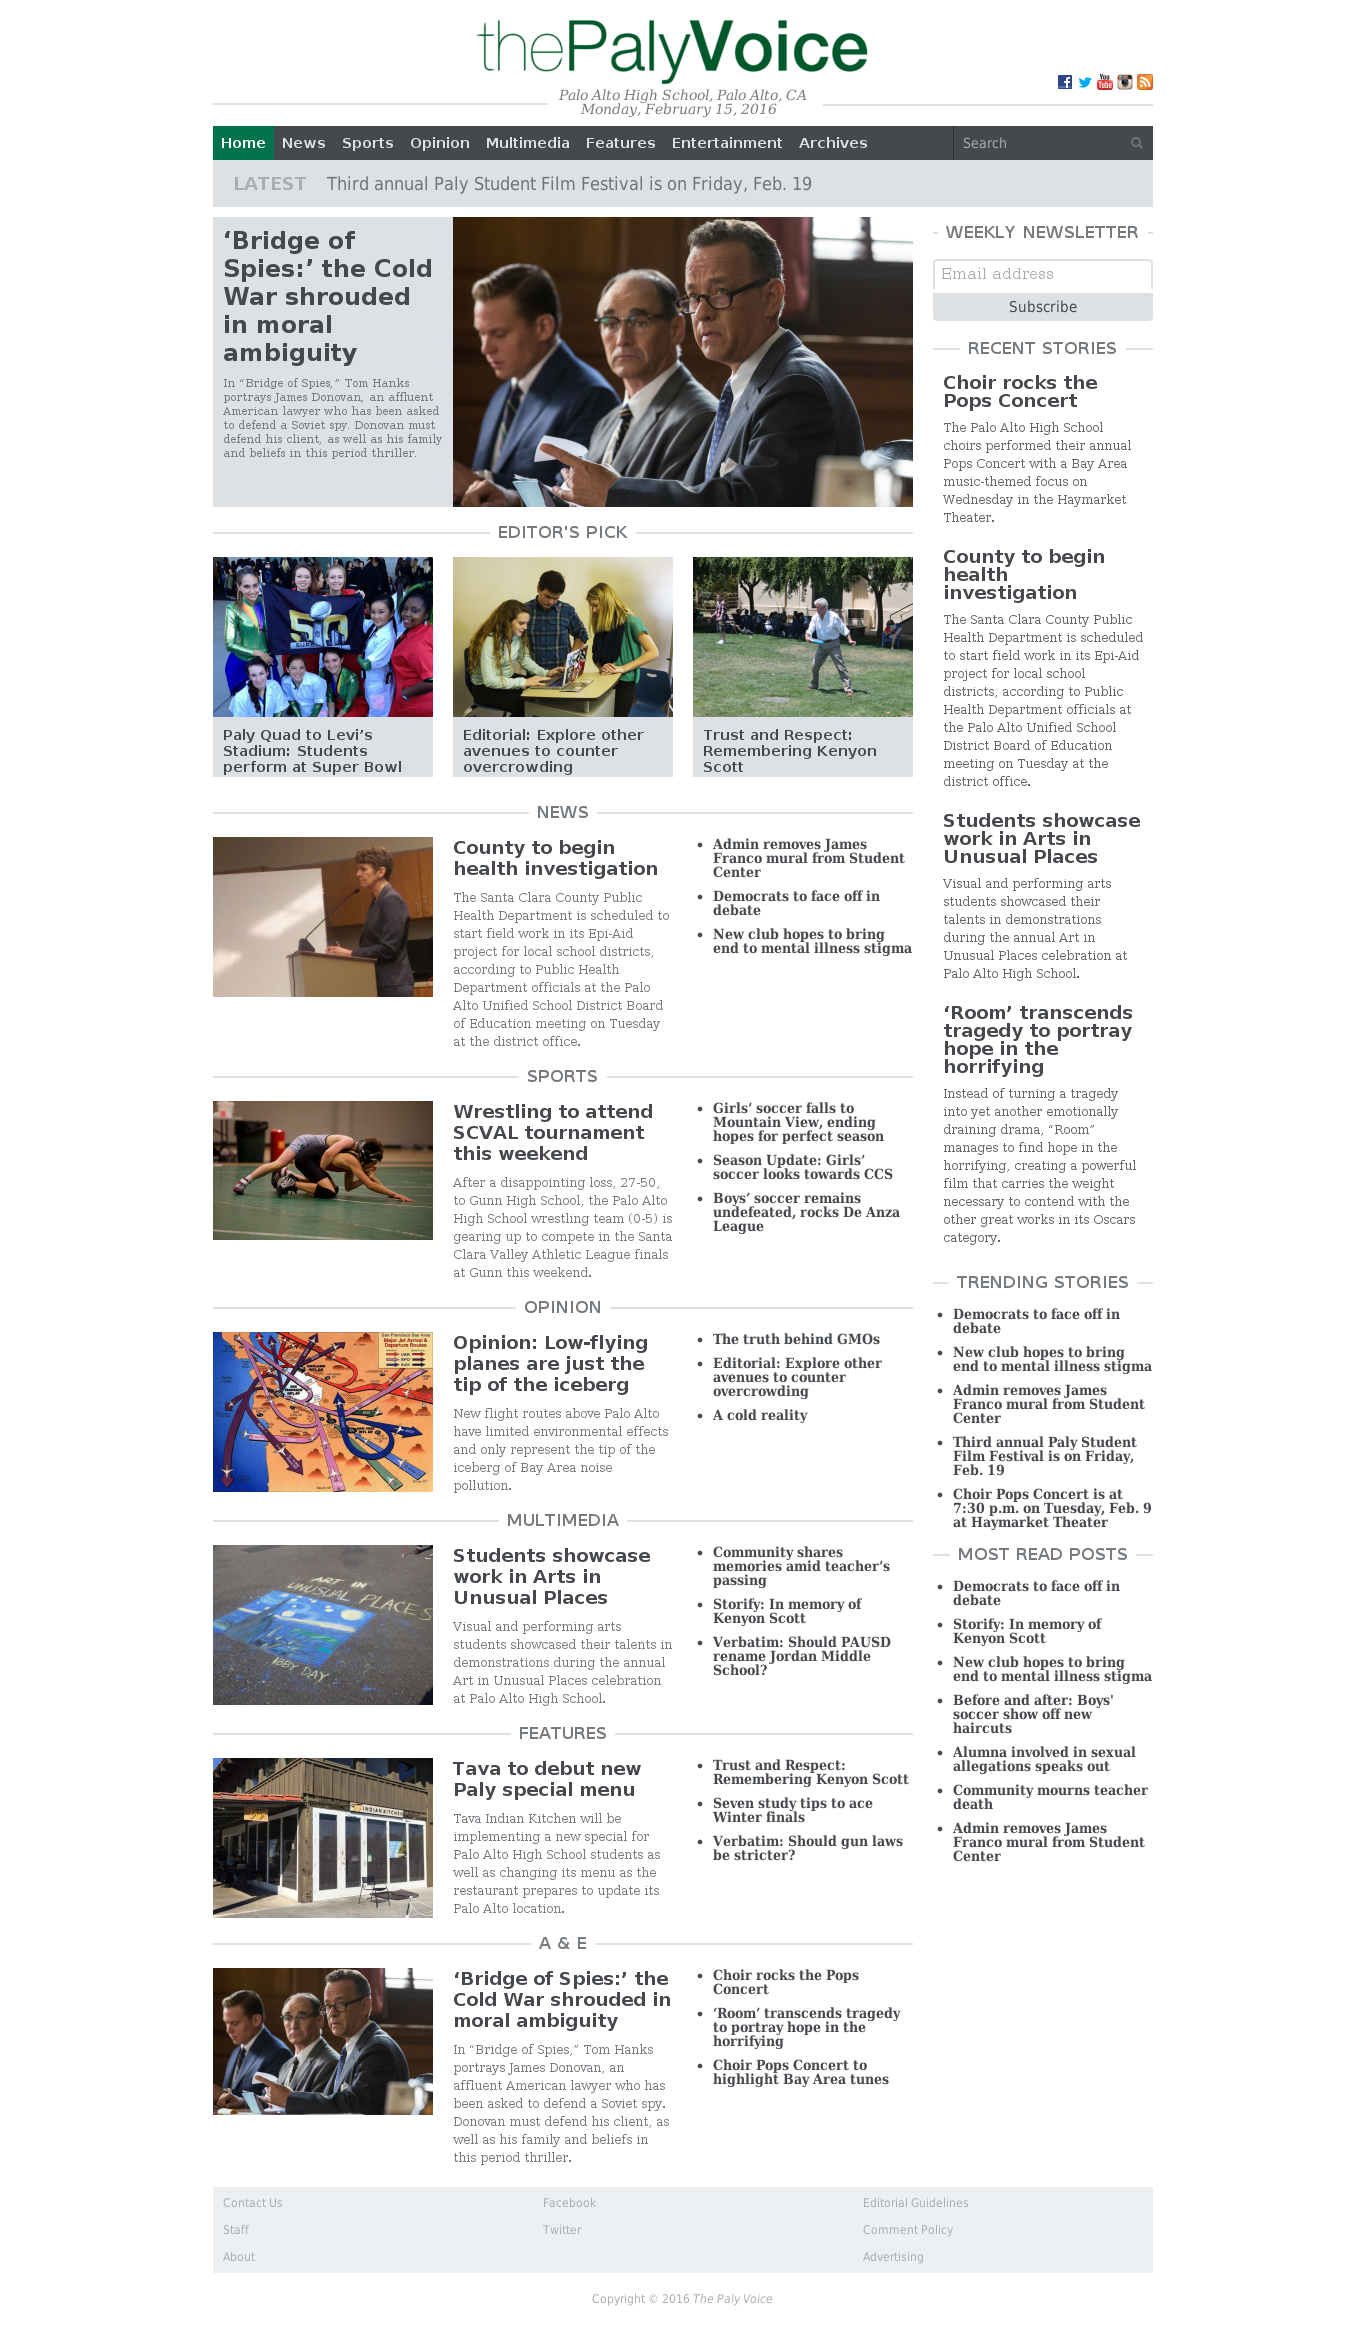 thePalyVoice
Palo Alto High School, Palo Alto, CA
Monday, February 15, 2016
Home News Sports Opinion Multimedia Features Entertainment Archives Search
LATEST Third annual Paly Student Film Festival is on Friday, Feb. 19
‘Bridge of
Spies:’ the Cold
War shrouded
in moral
ambiguity
In “Bridge of Spies,” Tom Hanks
portrays James Donovan, an affluent
American lawyer who has been asked
to defend a Soviet spy. Donovan must
defend his client, as well as his family
and beliefs in this period thriller.
EDITOR'S PICK
Paly Quad to Levi’s
Stadium: Students
perform at Super Bowl
Editorial: Explore other
avenues to counter
overcrowding
Trust and Respect:
Remembering Kenyon
Scott
NEWS
County to begin
health investigation
The Santa Clara County Public
Health Department is scheduled to
start field work in its Epi-Aid
project for local school districts,
according to Public Health
Department officials at the Palo
Alto Unified School District Board
of Education meeting on Tuesday
at the district office.
Admin removes James
Franco mural from Student
Center
Democrats to face off in
debate
New club hopes to bring
end to mental illness stigma
SPORTS
Wrestling to attend
SCVAL tournament
this weekend
After a disappointing loss, 27-50,
to Gunn High School, the Palo Alto
High School wrestling team (0-5) is
gearing up to compete in the Santa
Clara Valley Athletic League finals
at Gunn this weekend.
Girls’ soccer falls to
Mountain View, ending
hopes for perfect season
Season Update: Girls’
soccer looks towards CCS
Boys’ soccer remains
undefeated, rocks De Anza
League
OPINION
San Francisco Bay Area
Major Jet Arrival &
Departure Routes
Opinion: Low-flying
planes are just the
tip of the iceberg
New flight routes above Palo Alto
have limited environmental effects
and only represent the tip of the
iceberg of Bay Area noise
pollution.
The truth behind GMOs
Editorial: Explore other
avenues to counter
overcrowding
A cold reality
MULTIMEDIA
ART IN
UNUSUAL PLACES
DAY
Students showcase
work in Arts in
Unusual Places
Visual and performing arts
students showcased their talents in
demonstrations during the annual
Art in Unusual Places celebration
at Palo Alto High School.
Community shares
memories amid teacher’s
passing
Storify: In memory of
Kenyon Scott
Verbatim: Should PAUSD
rename Jordan Middle
School?
FEATURES
INDIAN KITCHEN
Tava to debut new
Paly special menu
Tava Indian Kitchen will be
implementing a new special for
Palo Alto High School students as
well as changing its menu as the
restaurant prepares to update its
Palo Alto location.
Trust and Respect:
Remembering Kenyon Scott
Seven study tips to ace
Winter finals
Verbatim: Should gun laws
be stricter?
A & E
‘Bridge of Spies:’ the
Cold War shrouded in
moral ambiguity
In “Bridge of Spies,” Tom Hanks
portrays James Donovan, an
affluent American lawyer who has
been asked to defend a Soviet spy.
Donovan must defend his client, as
well as his family and beliefs in
this period thriller.
Choir rocks the Pops
Concert
‘Room’ transcends tragedy
to portray hope in the
horrifying
Choir Pops Concert to
highlight Bay Area tunes
WEEKLY NEWSLETTER
Email address
Subscribe
RECENT STORIES
Choir rocks the
Pops Concert
The Palo Alto High School
choirs performed their annual
Pops Concert with a Bay Area
music-themed focus on
Wednesday in the Haymarket
Theater.
County to begin
health
investigation
The Santa Clara County Public
Health Department is scheduled
to start field work in its Epi-Aid
project for local school
districts, according to Public
Health Department officials at
the Palo Alto Unified School
District Board of Education
meeting on Tuesday at the
district office.
Students showcase
work in Arts in
Unusual Places
Visual and performing arts
students showcased their
talents in demonstrations
during the annual Art in
Unusual Places celebration at
Palo Alto High School.
‘Room’ transcends
tragedy to portray
hope in the
horrifying
Instead of turning a tragedy
into yet another emotionally
draining drama, “Room”
manages to find hope in the
horrifying, creating a powerful
film that carries the weight
necessary to contend with the
other great works in its Oscars
category.
TRENDING STORIES
Democrats to face off in
debate
New club hopes to bring
end to mental illness stigma
Admin removes James
Franco mural from Student
Center
Third annual Paly Student
Film Festival is on Friday,
Feb. 19
Choir Pops Concert is at
7:30 p.m. on Tuesday, Feb. 9
at Haymarket Theater
MOST READ POSTS
Democrats to face off in
debate
Storify: In memory of
Kenyon Scott
New club hopes to bring
end to mental illness stigma
Before and after: Boys'
soccer show off new
haircuts
Alumna involved in sexual
allegations speaks out
Community mourns teacher
death
Admin removes James
Franco mural from Student
Center
Contact Us
Staff
About
Facebook
Twitter
Editorial Guidelines
Comment Policy
Advertising
Copyright © 2016 The Paly Voice